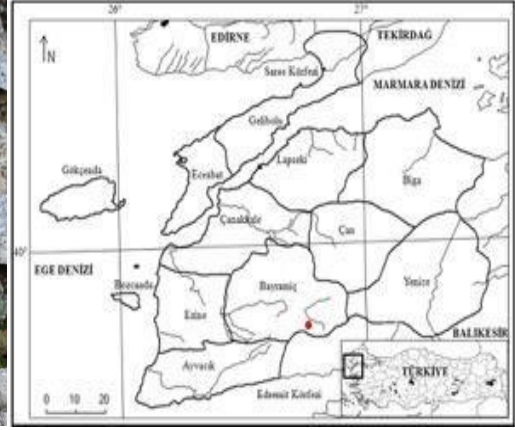 26°
27°
N
EDİRNE
TEKİRDAĞ
Saros Körfezi
MARMARA DENİZİ
Gelibolu
Gökçeada
Eceabat
Lapseki
Biga
Çanakkale
Çan
40°
EGE DENİZİ
Bozcaada
Bayramiç
Yenice
Ezine
BALIKESİR
Ayvacık
Edremit Körfezi
TÜRKİYE
0 10 20